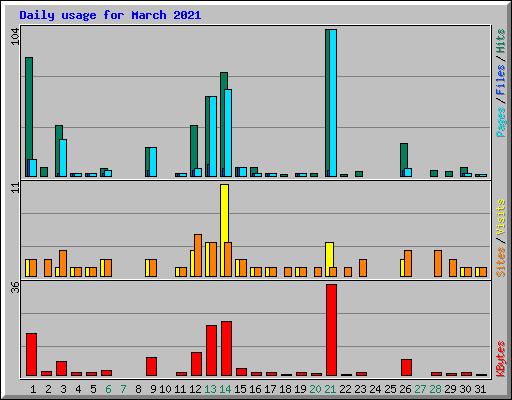 Daily usage for March 2021
104
Pages / Files / Hits
11
Sites / Visits
36
KBytes
1 2 3 4 5 6 7 8 9 10 11 12 13 14 15 16 17 18 19 20 21 22 23 24 25 26 27 28 29 30 31